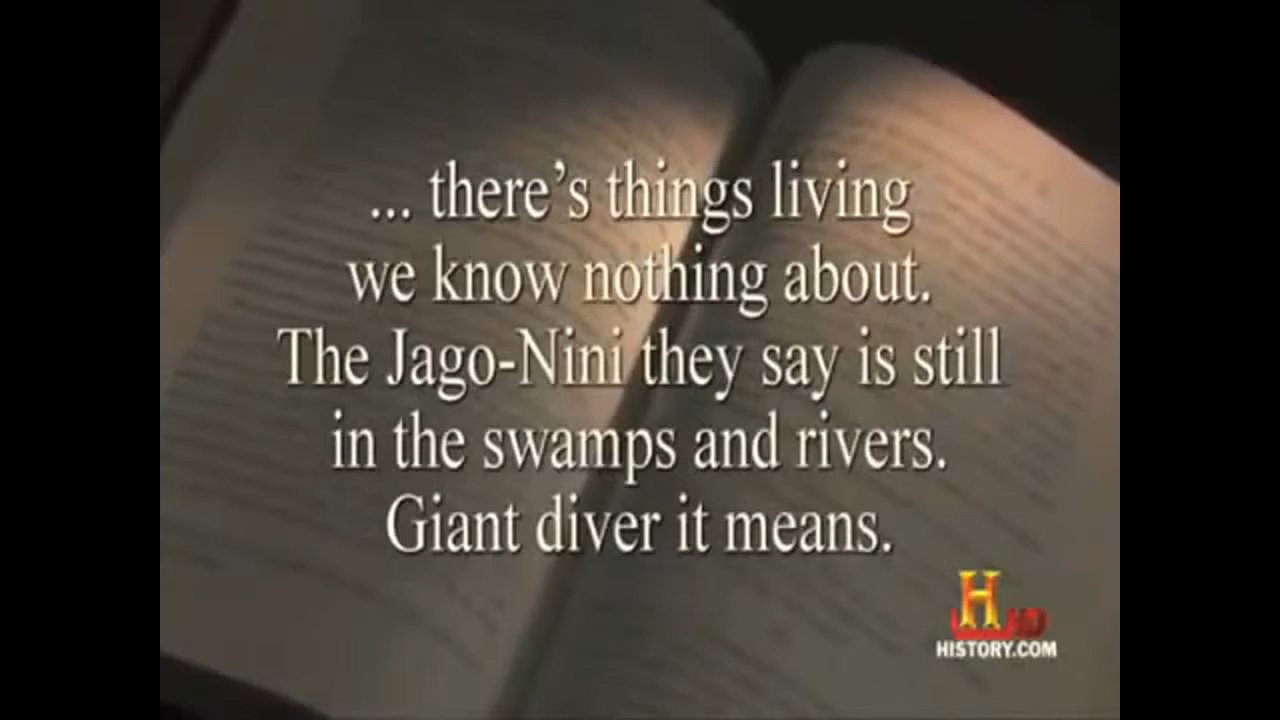 ... there's things living
we know nothing about.
The Jago-Nini they say is still
in the swamps and rivers.
Giant diver it means.
H HD
HISTORY.COM